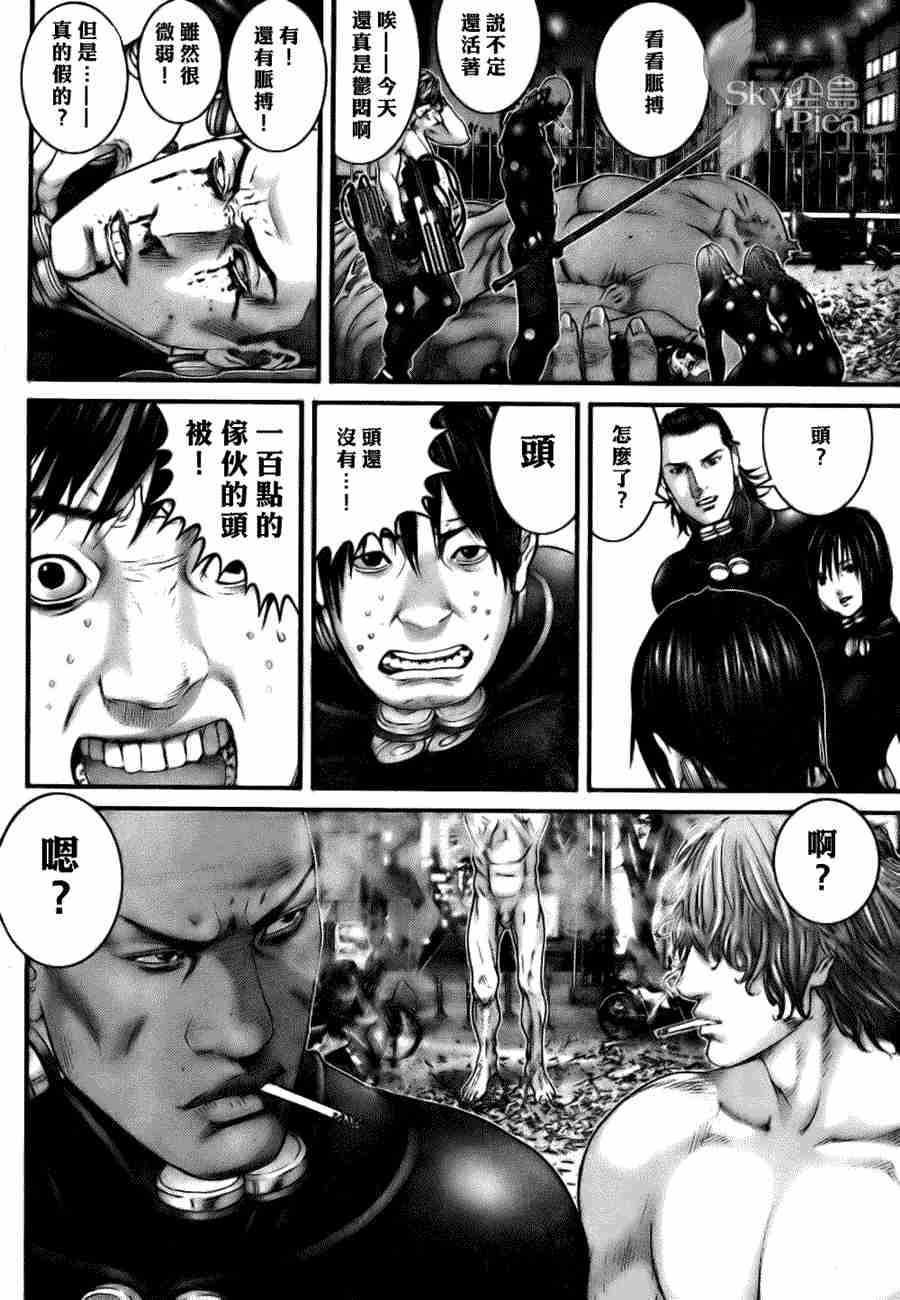 看看脈搏
説不定
還活著
唉——今天
還真是鬱悶啊
有！
還有脈搏！
雖然很
微弱！
但是…——
真的假的？
Sky
Pica
頭？
怎麼了？
頭
頭還
沒有…！
一百點的
傢伙的頭
被！
啊？
嗯？